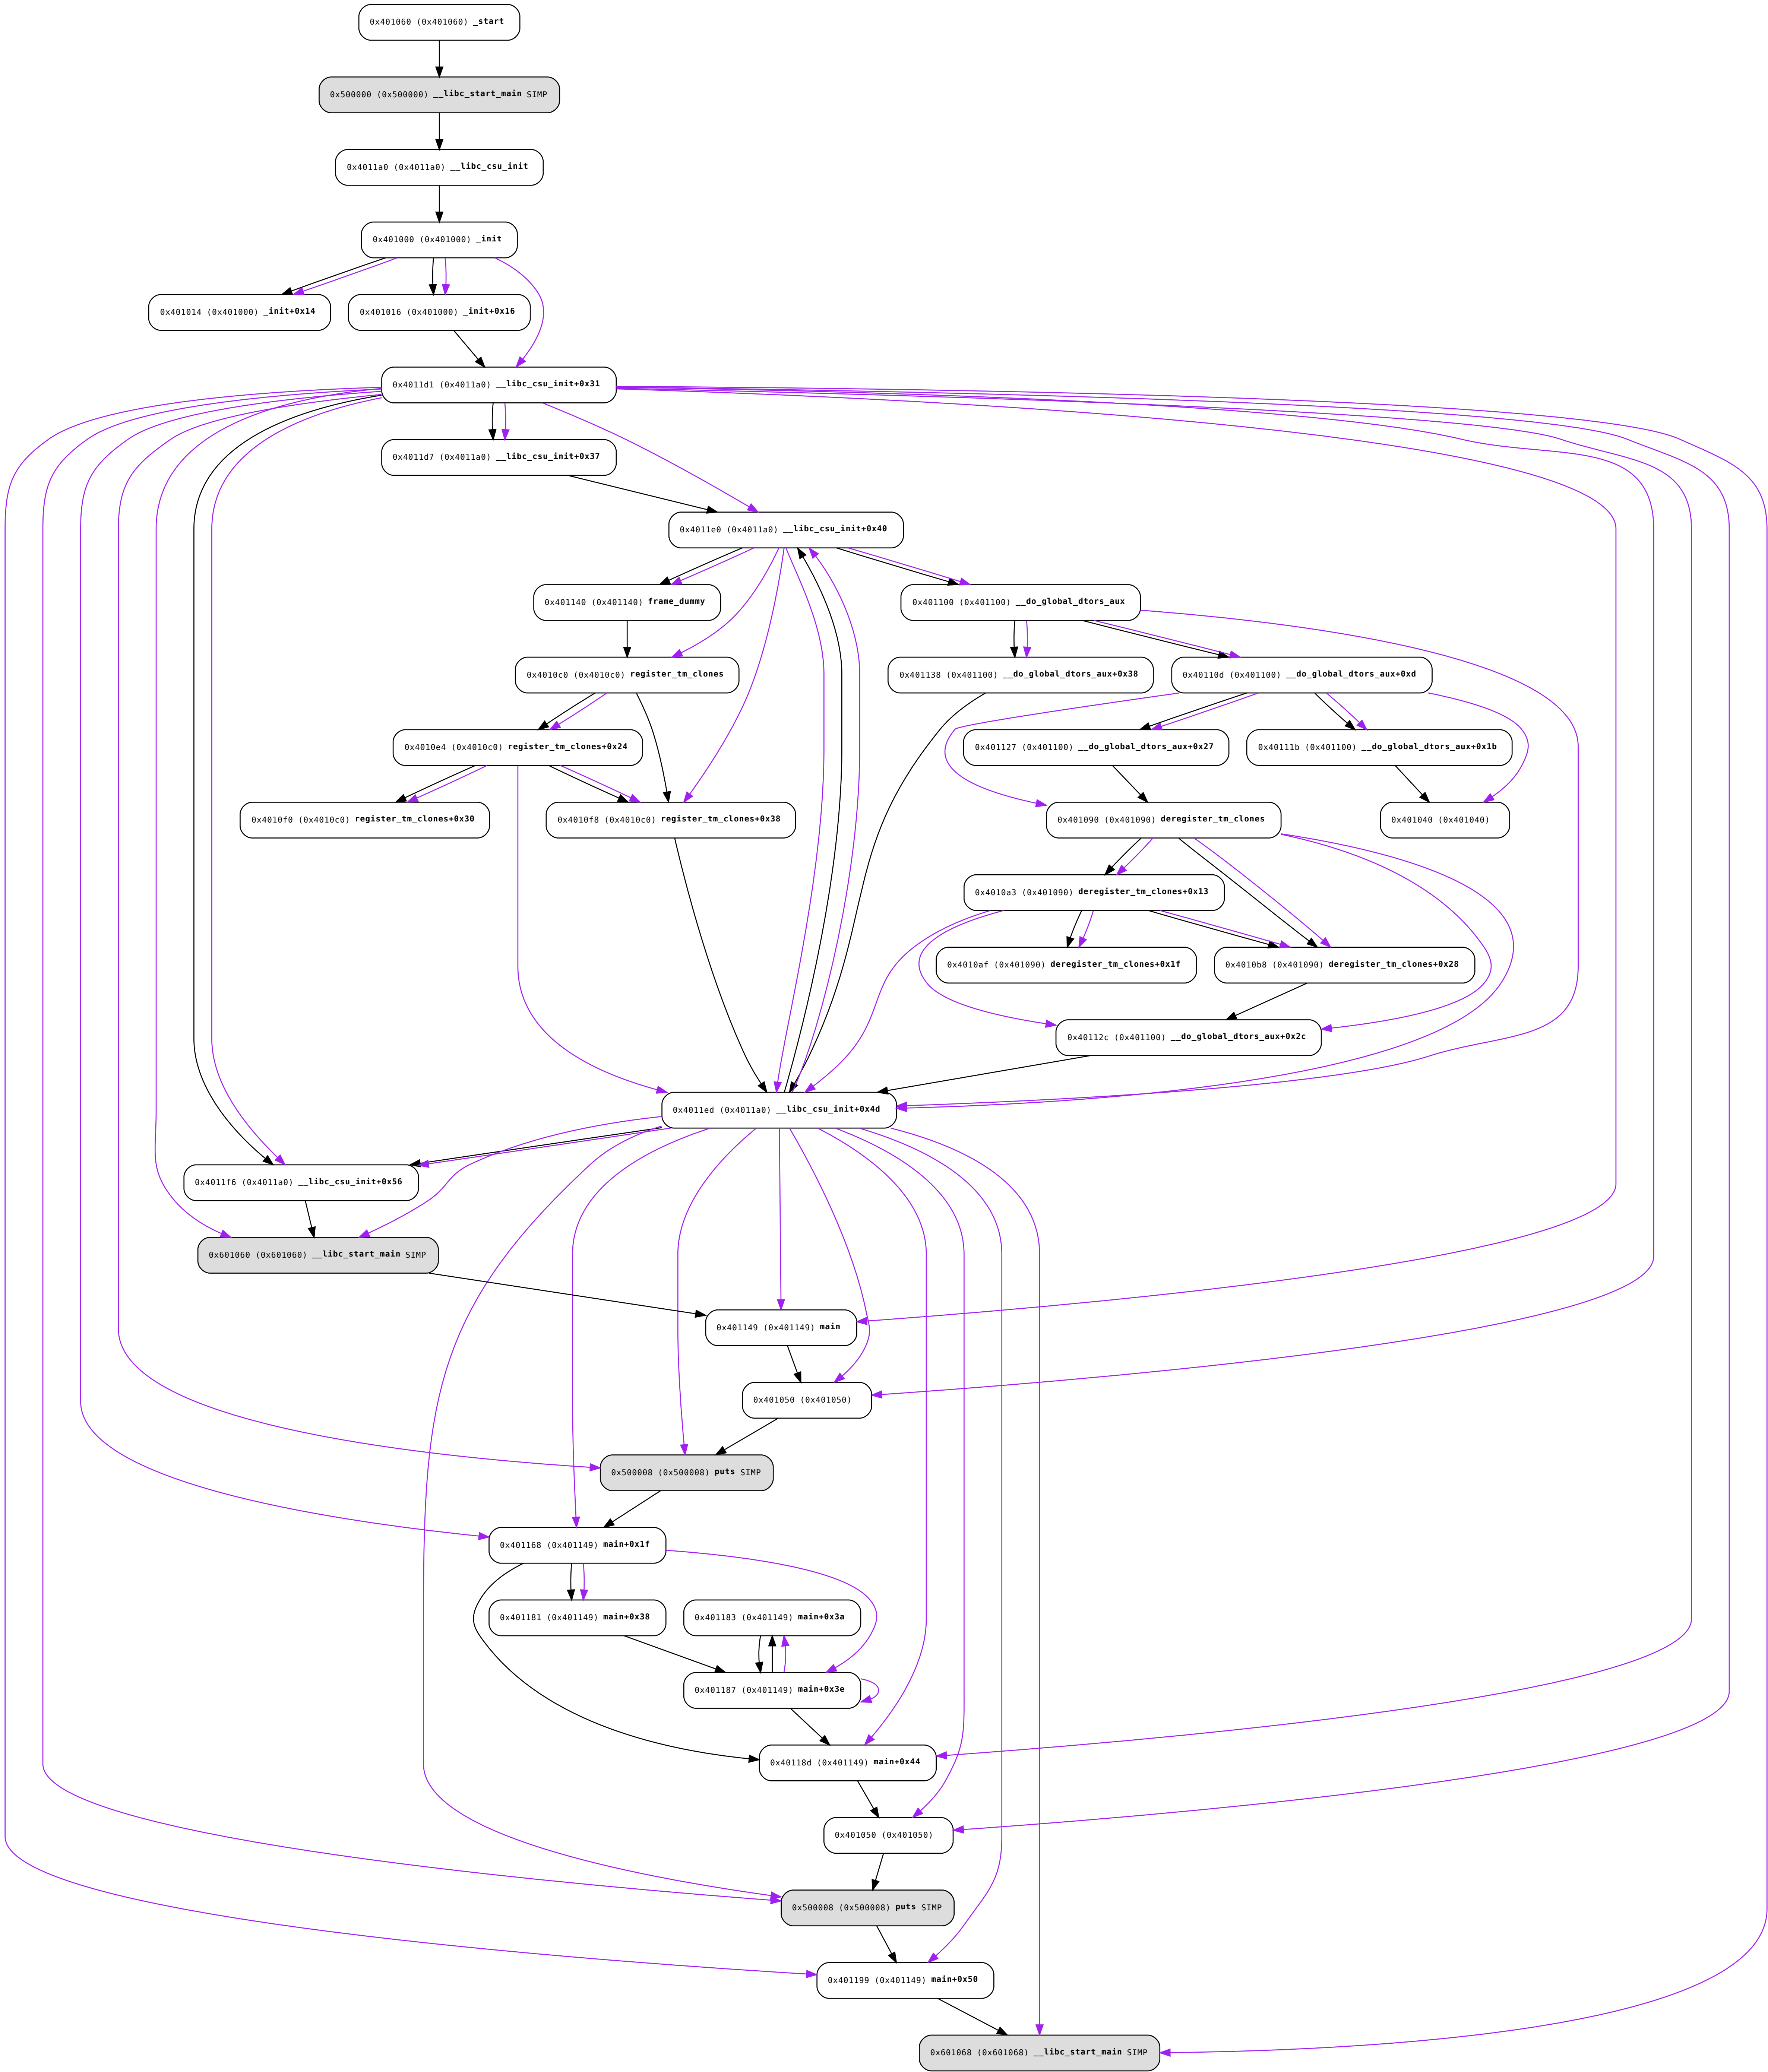 0x401060 (0x401060) _start
0x500000 (0x500000) __libc_start_main SIMP
0x4011a0 (0x4011a0) __libc_csu_init
0x401000 (0x401000) _init
0x401014 (0x401000) _init+0x14
0x401016 (0x401000) _init+0x16
0x4011d1 (0x4011a0) __libc_csu_init+0x31
0x4011d7 (0x4011a0) __libc_csu_init+0x37
0x4011e0 (0x4011a0) __libc_csu_init+0x40
0x401140 (0x401140) frame_dummy
0x401100 (0x401100) __do_global_dtors_aux
0x4010c0 (0x4010c0) register_tm_clones
0x401138 (0x401100) __do_global_dtors_aux+0x38
0x40110d (0x401100) __do_global_dtors_aux+0xd
0x4010e4 (0x4010c0) register_tm_clones+0x24
0x401127 (0x401100) __do_global_dtors_aux+0x27
0x40111b (0x401100) __do_global_dtors_aux+0x1b
0x4010f0 (0x4010c0) register_tm_clones+0x30
0x4010f8 (0x4010c0) register_tm_clones+0x38
0x401090 (0x401090) deregister_tm_clones
0x401040 (0x401040)
0x4010a3 (0x401090) deregister_tm_clones+0x13
0x4010af (0x401090) deregister_tm_clones+0x1f
0x4010b8 (0x401090) deregister_tm_clones+0x28
0x40112c (0x401100) __do_global_dtors_aux+0x2c
0x4011ed (0x4011a0) __libc_csu_init+0x4d
0x4011f6 (0x4011a0) __libc_csu_init+0x56
0x601060 (0x601060) __libc_start_main SIMP
0x401149 (0x401149) main
0x401050 (0x401050)
0x500008 (0x500008) puts SIMP
0x401168 (0x401149) main+0x1f
0x401181 (0x401149) main+0x38
0x401183 (0x401149) main+0x3a
0x401187 (0x401149) main+0x3e
0x40118d (0x401149) main+0x44
0x401050 (0x401050)
0x500008 (0x500008) puts SIMP
0x401199 (0x401149) main+0x50
0x601068 (0x601068) __libc_start_main SIMP